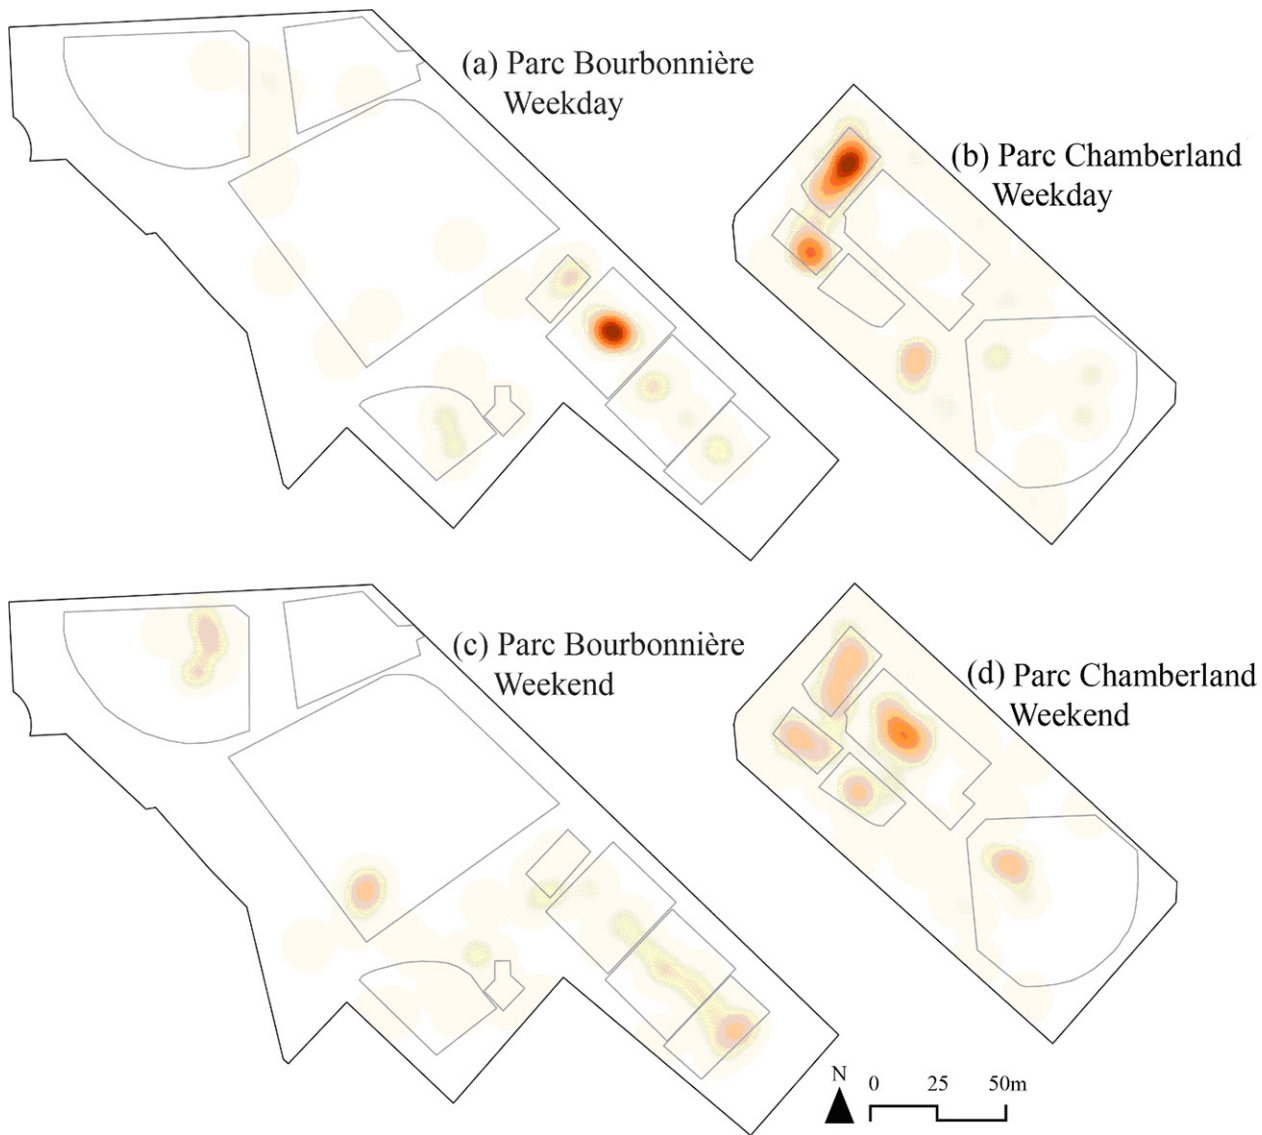 (a) Parc Bourbonnière
Weekday
(b) Parc Chamberland
Weekday
(c) Parc Bourbonnière
Weekend
(d) Parc Chamberland
Weekend
N
0 25 50m